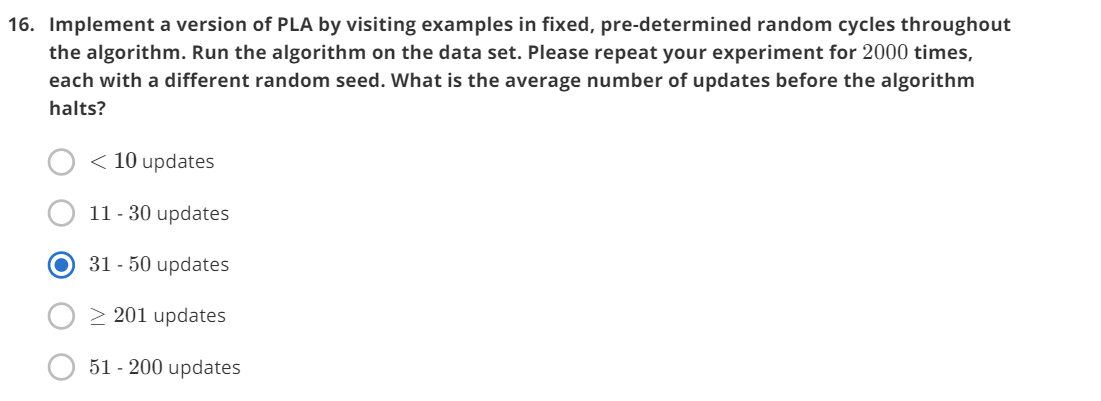 16. Implement a version of PLA by visiting examples in fixed, pre-determined random cycles throughout
the algorithm. Run the algorithm on the data set. Please repeat your experiment for 2000 times,
each with a different random seed. What is the average number of updates before the algorithm
halts?
< 10 updates
11 - 30 updates
31 - 50 updates
≥ 201 updates
51 - 200 updates